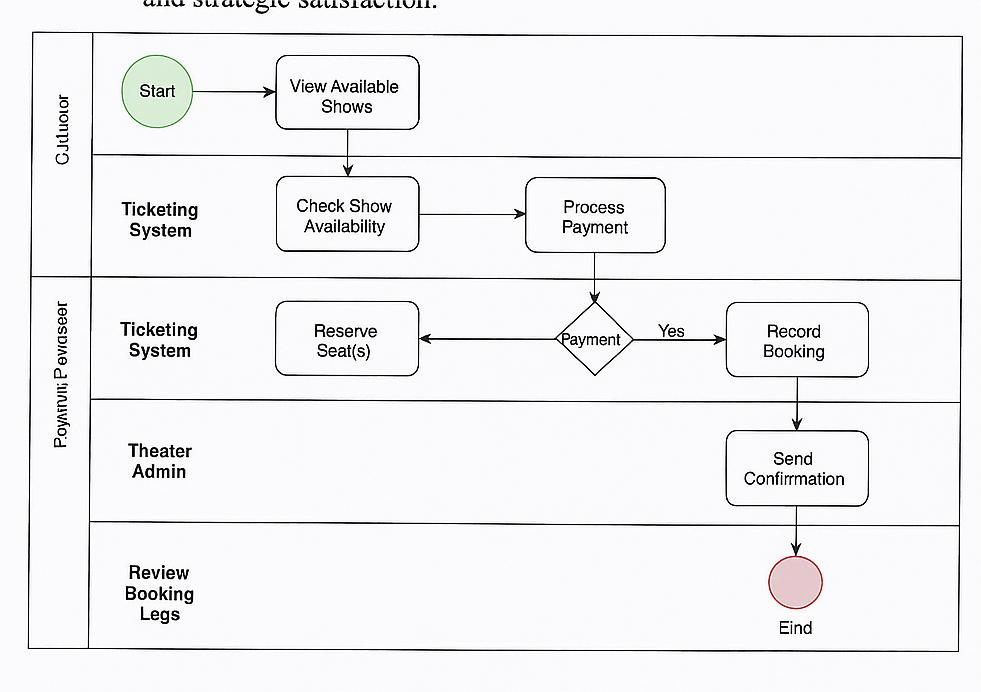 and strategic satisfaction.
Start
View Available
Shows
Ticketing
System
Check Show
Availability
Process
Payment
Ticketing
System
Reserve
Seat(s)
Payment
Yes
Record
Booking
Theater
Admin
Send
Confirmation
Review
Booking
Legs
Eind